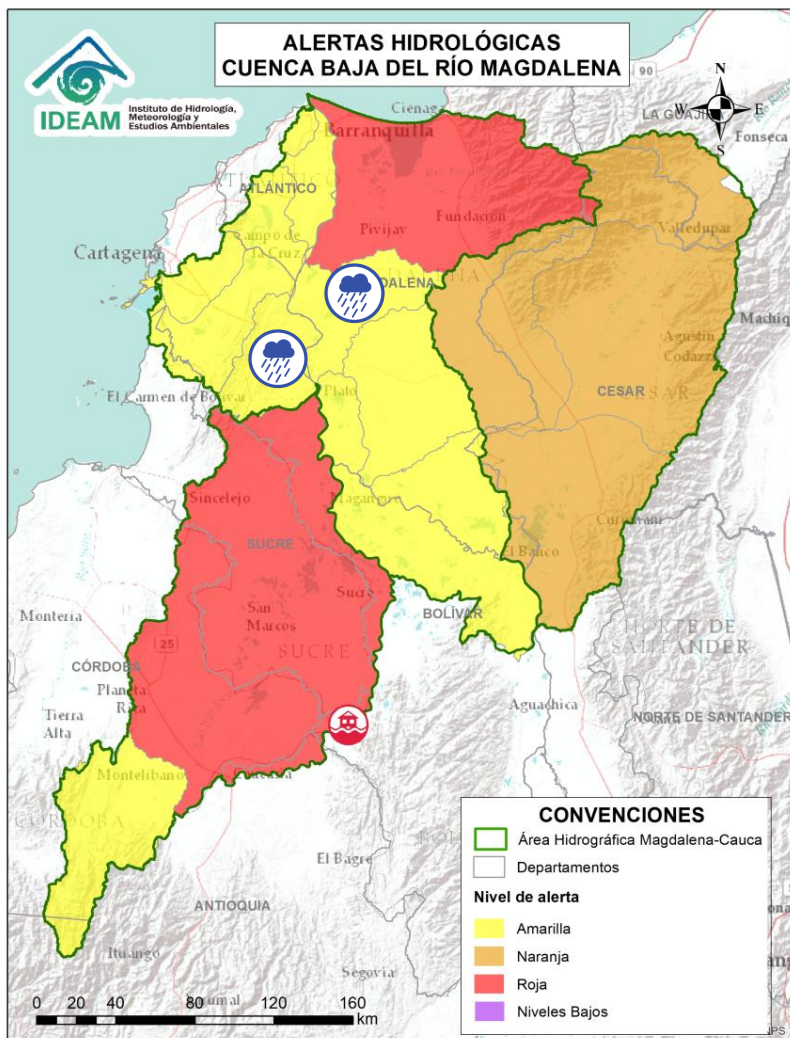 ALERTAS HIDROLÓGICAS
CUENCA BAJA DEL RÍO MAGDALENA
IDEAM
Instituto de Hidrología,
Meteorología y
Estudios Ambientales
N
W
E
S
90
LA GUAJIRA
Fonseca
Ciénaga
Barranquilla
ATLÁNTICO
Pivijay
Fundación
Valledupar
Cartagena
Campo de
la Cruz
DALENA
Machiq
Agustín
Codazzi
El Carmen de Bolívar
Plato
CESAR
Sincelejo
Magangué
SUCRE
Curumaní
El Banco
San
Marcos
Sucre
BOLÍVAR
Montería
SUCRE
NORTE DE
SANTANDER
25
CÓRDOBA
Planeta
Rica
Aguachica
Tierra
Alta
NORTE DE SANTANDER
Montelíbano
Caucasia
CÓRDOBA
El Bagre
ANTIOQUIA
Ituango
Segovia
CONVENCIONES
Área Hidrográfica Magdalena-Cauca
Departamentos
Nivel de alerta
Amarilla
Naranja
Roja
Niveles Bajos
0 20 40 80 120 160
km